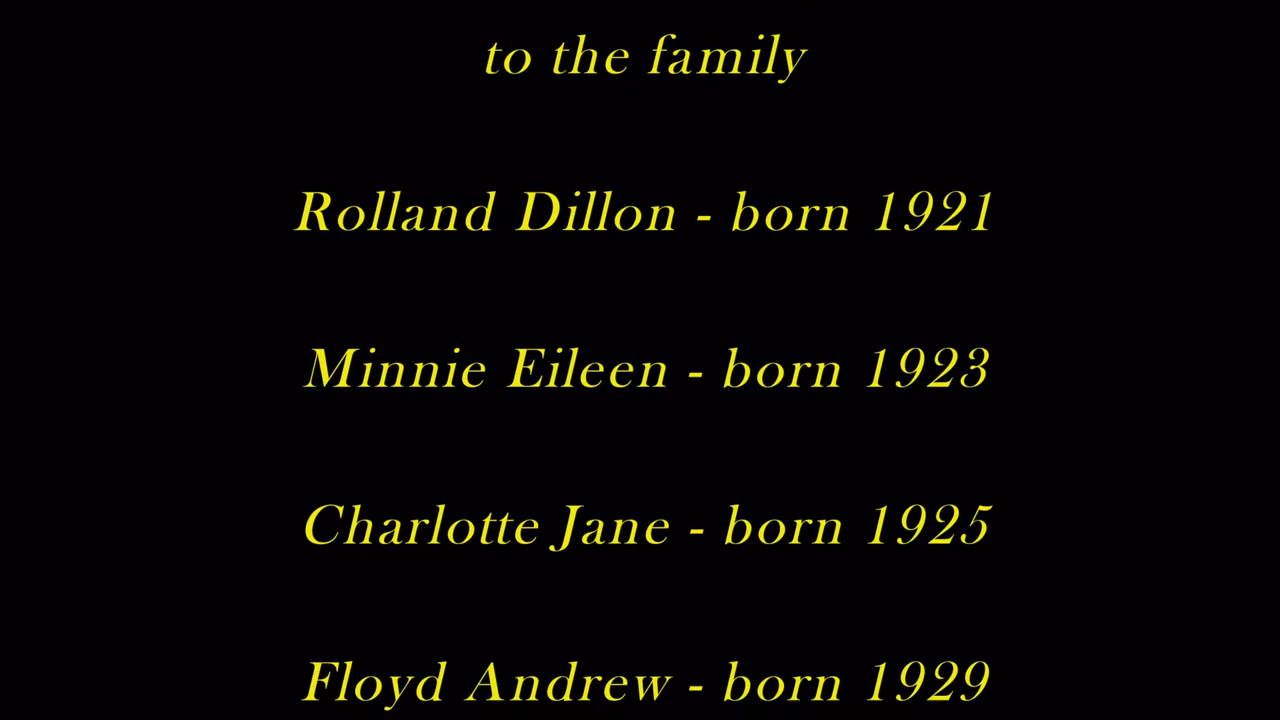 to the family
Rolland Dillon - born 1921
Minnie Eileen - born 1923
Charlotte Jane - born 1925
Floyd Andrew - born 1929